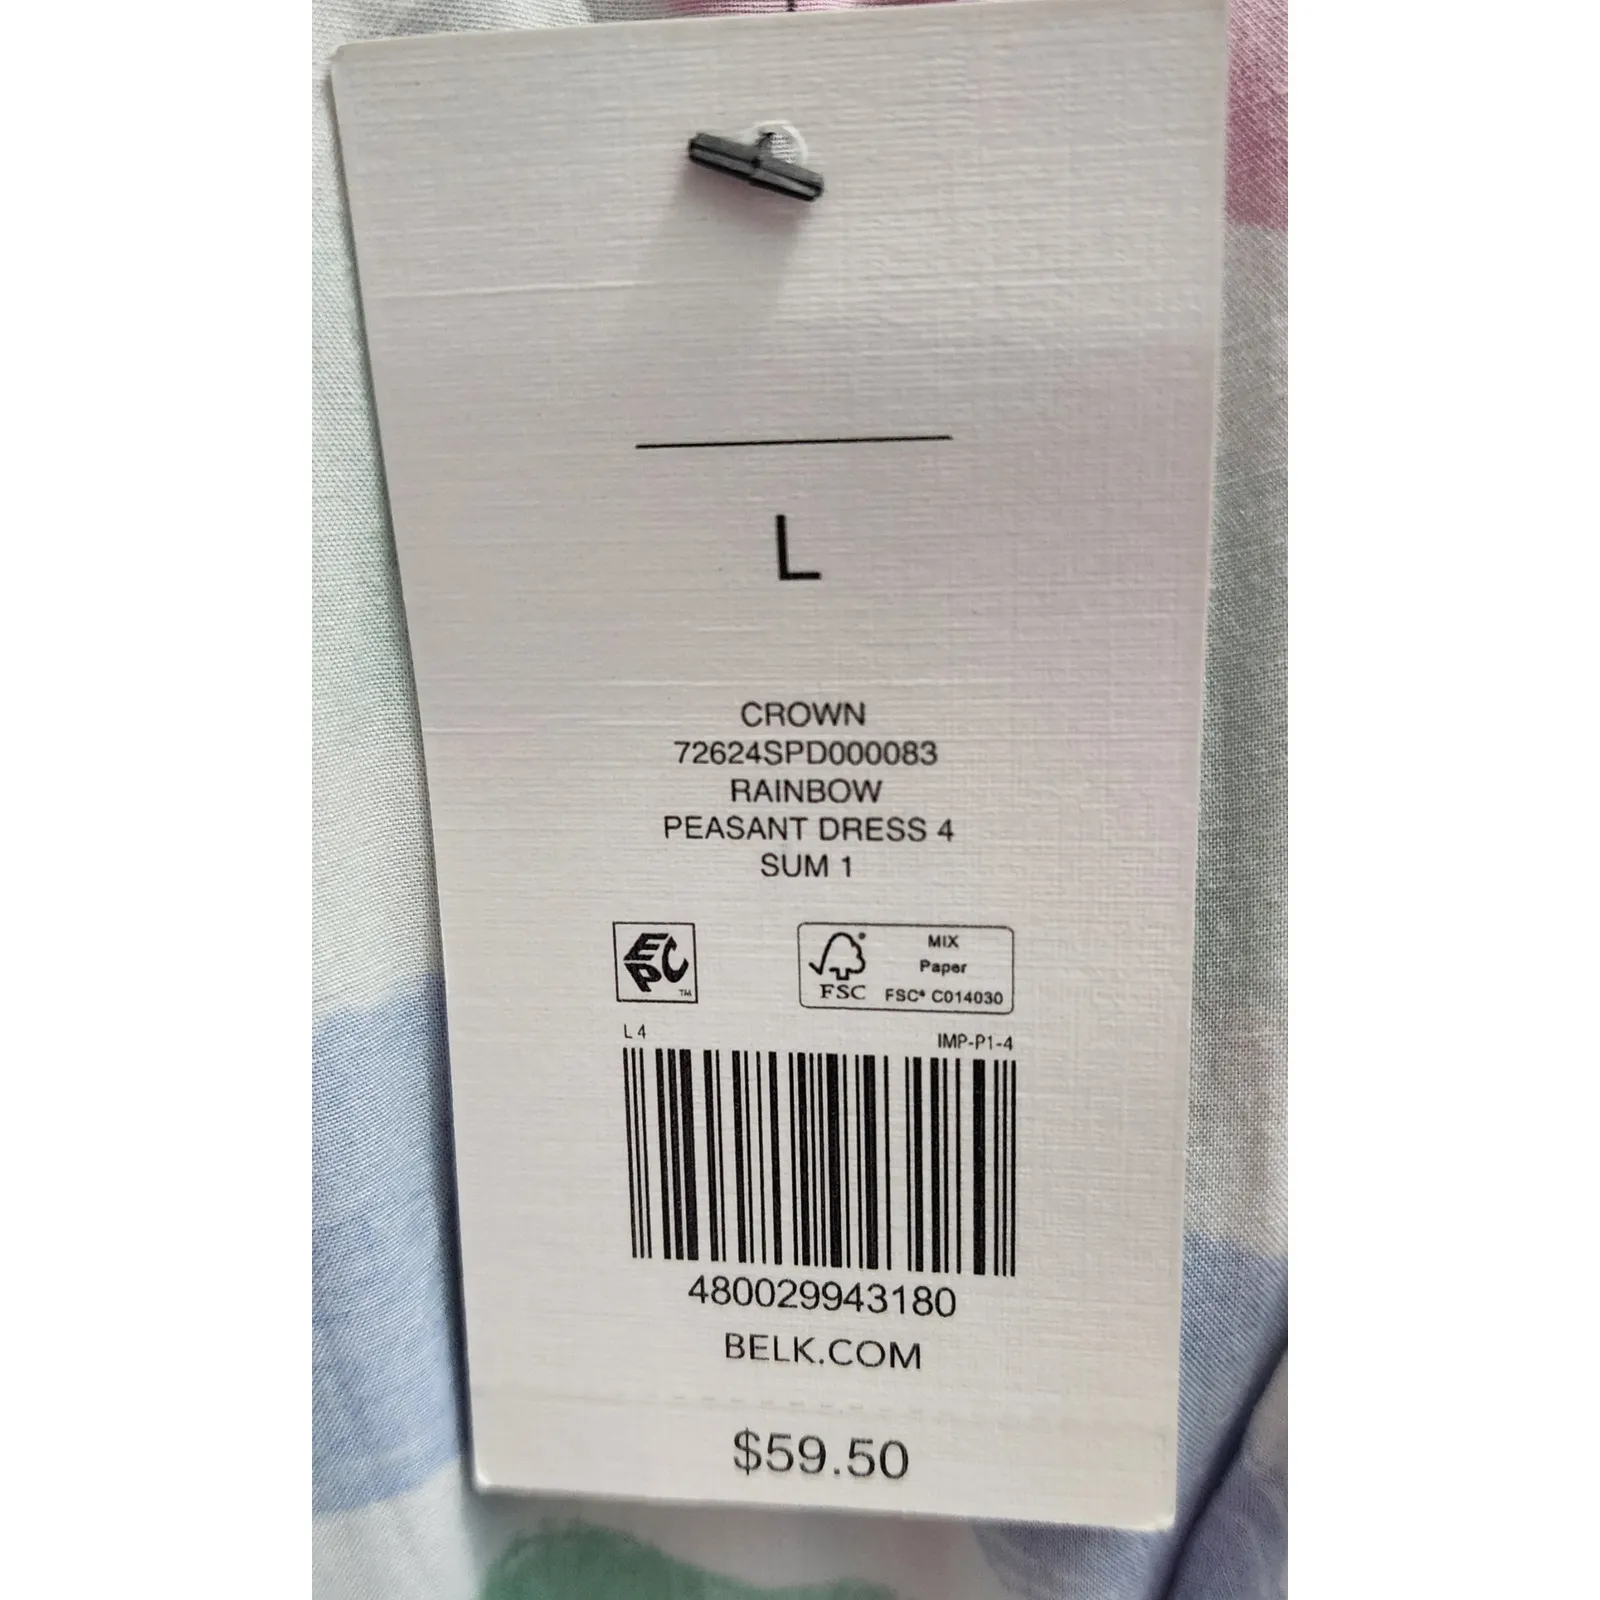 L
CROWN
72624SPD000083
RAINBOW
PEASANT DRESS 4
SUM 1
EPC™
FSC®
MIX
Paper
FSC® C014030
L 4
IMP-P1-4
480029943180
BELK.COM
$59.50